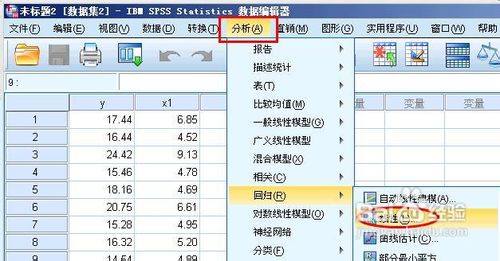 未标题2 [数据集2] - IBM SPSS Statistics 数据编辑器
文件(F) 编辑(E) 视图(V) 数据(D) 转换(T) 分析(A) 直销(M) 图形(G) 实用程序(U) 窗口(W) 帮助
9 :
y x1 变量 变量 变量
1 17.44 6.85
2 16.44 4.52
3 24.42 9.13
4 15.46 4.78
5 18.16 4.69
6 20.75 6.61
7 15.28 4.95
8 16.32 5.20
14.54 4.89
报告
描述统计
表(T)
比较均值(M)
一般线性模型(G)
广义线性模型
混合模型(X)
相关(C)
回归(R)
对数线性模型(O)
神经网络
分类(F)
自动线性建模(A)...
线性(L)...
曲线估计(C)...
部分最小平方
Bai 经验